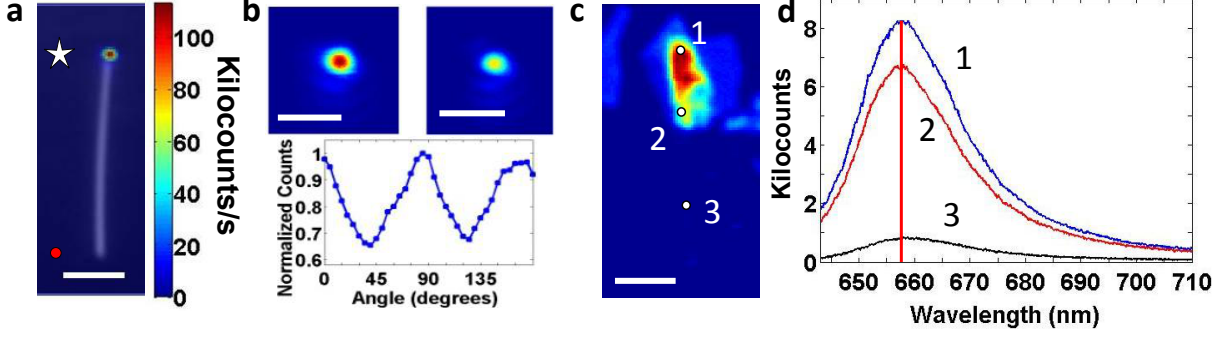 a
100
80
60
40
20
0
Kilocounts/s
b
1
0.9
0.8
0.7
0.6
Normalized Counts
0 45 90 135
Angle (degrees)
c
1
2
3
d
8
6
4
2
0
Kilocounts
1
2
3
650 660 670 680 690 700 710
Wavelength (nm)